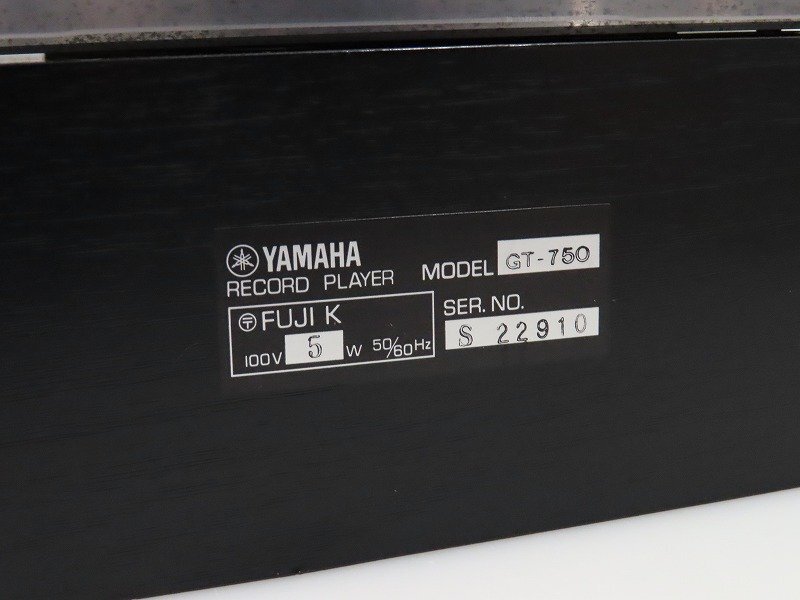 YAMAHA
RECORD PLAYER MODEL GT-750
〒 FUJI K
100V 5 W 50/60Hz
SER. NO.
S 22910